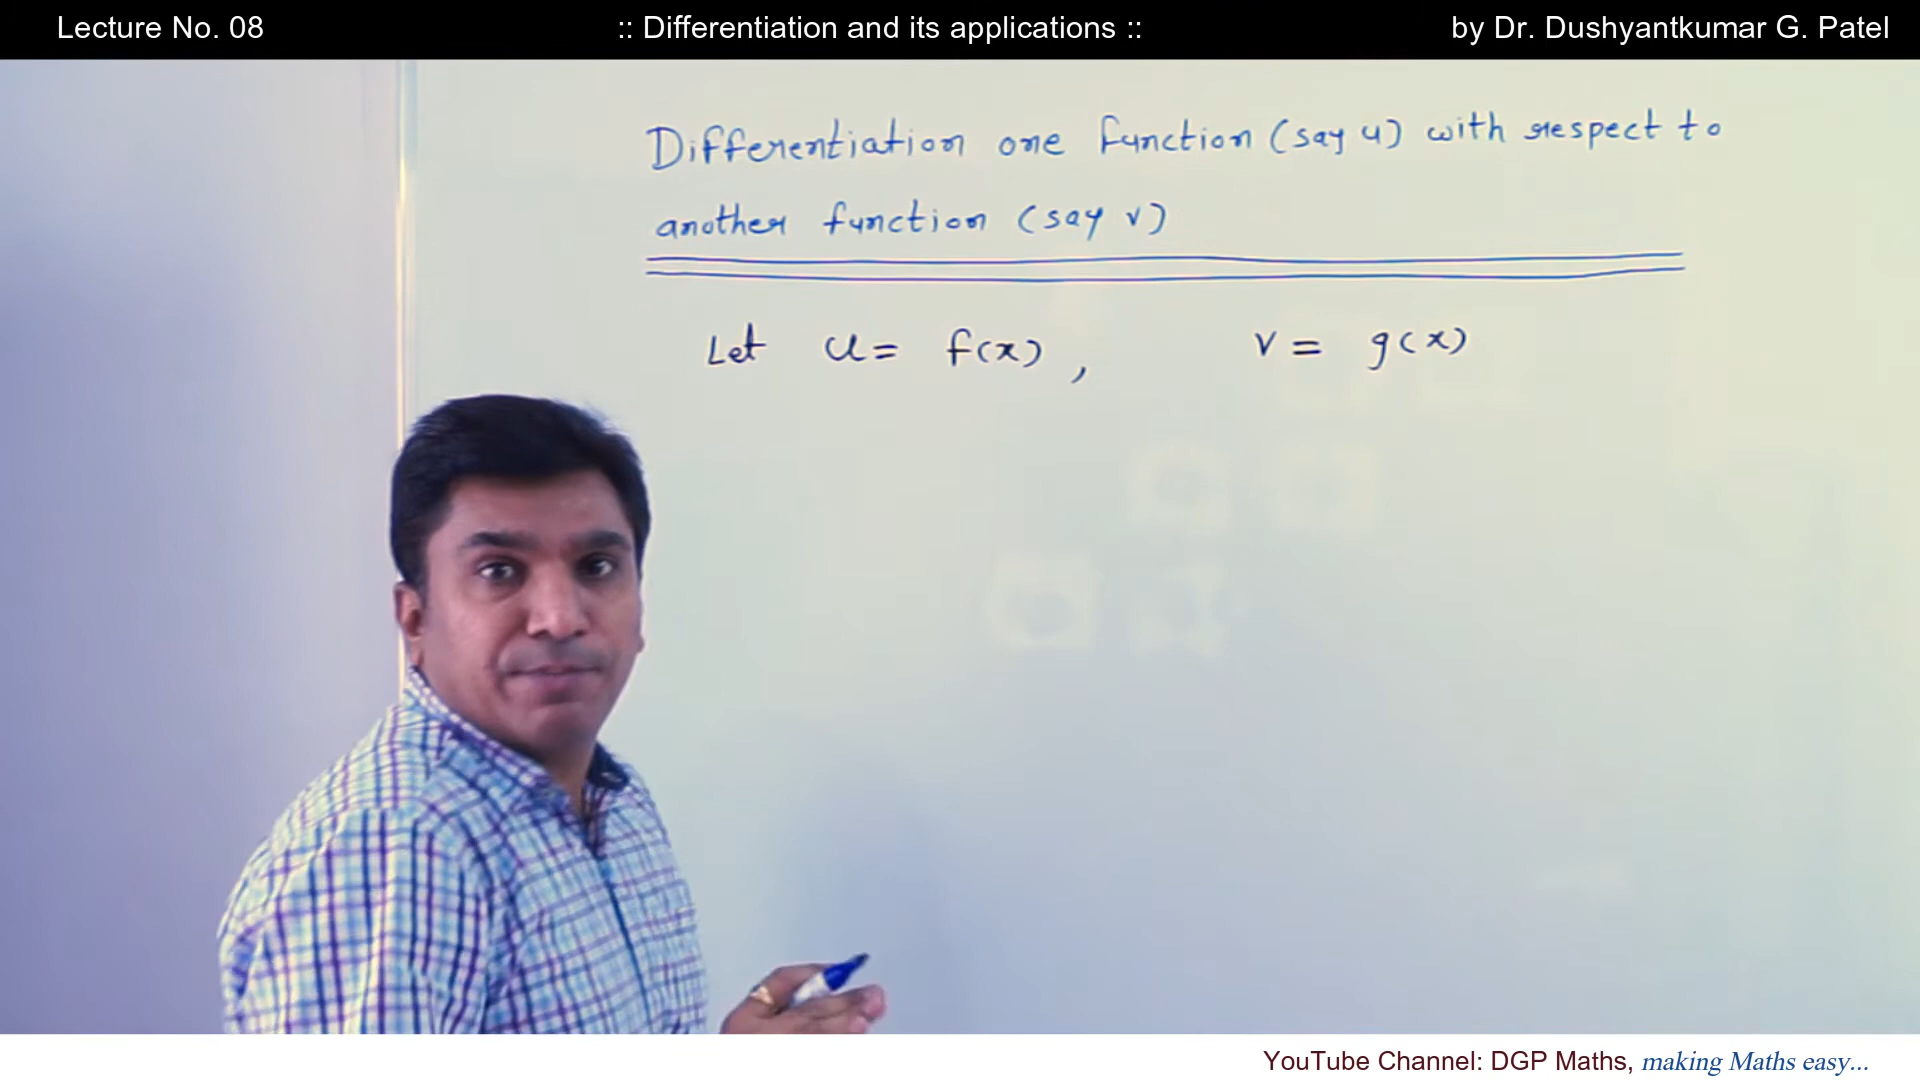 Lecture No. 08 :: Differentiation and its applications :: by Dr. Dushyantkumar G. Patel
Differentiation one function (say u) with respect to
another function (say v)
Let u = f(x), v = g(x)
YouTube Channel: DGP Maths, making Maths easy...